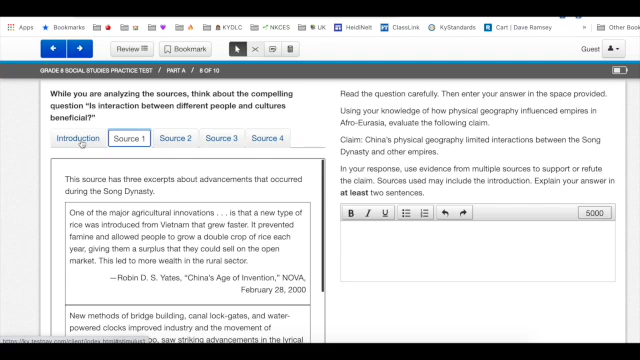 Apps
Bookmarks
KYDLC
NKCES
UK
HeidiNeltt
ClassLink
KyStandards
Cart | Dave Ramsey
»
Other
Review
Bookmark
Guest
GRADE 8 SOCIAL STUDIES PRACTICE TEST / PART A / 8 OF 10
While you are analyzing the sources, think about the compelling
question “Is interaction between different people and cultures
beneficial?”
Introduction
Source 1
Source 2
Source 3
Source 4
This source has three excerpts about advancements that occurred
during the Song Dynasty.
One of the major agricultural innovations . . . is that a new type of
rice was introduced from Vietnam that grew faster. It prevented
famine and allowed people to grow a double crop of rice each
year, giving them a surplus that they could sell on the open
market. This led to more wealth in the rural sector.
—Robin D. S. Yates, “China’s Age of Invention,” NOVA,
February 28, 2000
New methods of bridge building, canal lock-gates, and water-
powered clocks improved industry and the movement of
too, saw striking advancements in the lyrical
https://ky.testnav.com/client/index.html#stimulus1
Read the question carefully. Then enter your answer in the space provided.
Using your knowledge of how physical geography influenced empires in
Afro-Eurasia, evaluate the following claim.
Claim: China’s physical geography limited interactions between the Song
Dynasty and other empires.
In your response, use evidence from multiple sources to support or refute
the claim. Sources used may include the introduction. Explain your answer in
at least two sentences.
B I U
5000